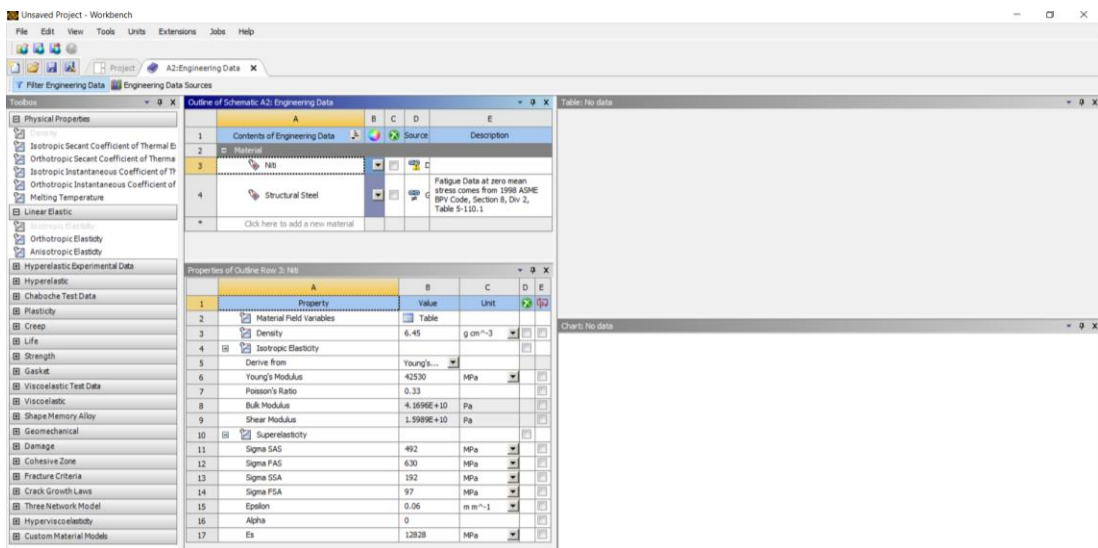 Unsaved Project - Workbench
File Edit View Tools Units Extensions Jobs Help
Project A2:Engineering Data X
Filter Engineering Data Engineering Data Sources
Toolbox
Physical Properties
Density
Isotropic Secant Coefficient of Thermal E
Orthotropic Secant Coefficient of Therma
Isotropic Instantaneous Coefficient of Th
Orthotropic Instantaneous Coefficient of
Melting Temperature
Linear Elastic
Isotropic Elasticity
Orthotropic Elasticity
Anisotropic Elasticity
Hyperelastic Experimental Data
Hyperelastic
Chaboche Test Data
Plasticity
Creep
Life
Strength
Gasket
Viscoelastic Test Data
Viscoelastic
Shape Memory Alloy
Geomechanical
Damage
Cohesive Zone
Fracture Criteria
Crack Growth Laws
Three Network Model
Hyperviscoelasticity
Custom Material Models
Outline of Schematic A2: Engineering Data
A B C D E
1 Contents of Engineering Data Source Description
2 Material
3 Niti
4 Structural Steel Fatigue Data at zero mean
stress comes from 1998 ASME
BPV Code, Section 8, Div 2,
Table 5-110.1
* Click here to add a new material
Properties of Outline Row 3: Niti
A B C D E
1 Property Value Unit
2 Material Field Variables Table
3 Density 6.45 g cm^-3
4 Isotropic Elasticity
5 Derive from Young's...
6 Young's Modulus 42530 MPa
7 Poisson's Ratio 0.33
8 Bulk Modulus 4.1696E+10 Pa
9 Shear Modulus 1.5989E+10 Pa
10 Superelasticity
11 Sigma SAS 492 MPa
12 Sigma FAS 630 MPa
13 Sigma SSA 192 MPa
14 Sigma FSA 97 MPa
15 Epsilon 0.06 m m^-1
16 Alpha 0
17 Es 12828 MPa
Table: No data
Chart: No data